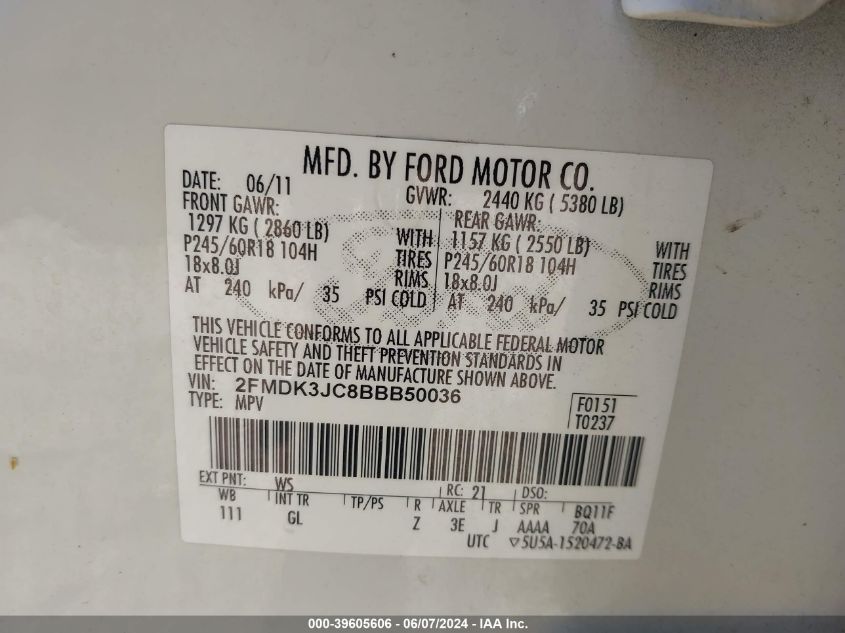 MFD. BY FORD MOTOR CO.
DATE: 06/11 GVWR: 2440 KG ( 5380 LB)
FRONT GAWR: REAR GAWR:
1297 KG ( 2860 LB) WITH 1157 KG ( 2550 LB) WITH
P245/60R18 104H TIRES P245/60R18 104H TIRES
18x8.0J RIMS 18x8.0J RIMS
AT 240 kPa/ 35 PSI COLD AT 240 kPa/ 35 PSI COLD
THIS VEHICLE CONFORMS TO ALL APPLICABLE FEDERAL MOTOR
VEHICLE SAFETY AND THEFT PREVENTION STANDARDS IN
EFFECT ON THE DATE OF MANUFACTURE SHOWN ABOVE.
VIN: 2FMDK3JC8BBB50036
TYPE: MPV
F0151
T0237
EXT PNT: WS RC: 21 DSO:
WB INT TR TP/PS R AXLE TR SPR BQ11F
111 GL Z 3E J AAAA 70A
UTC ▽5U5A-1520472-BA
000-39605606 - 06/07/2024 - IAA Inc.